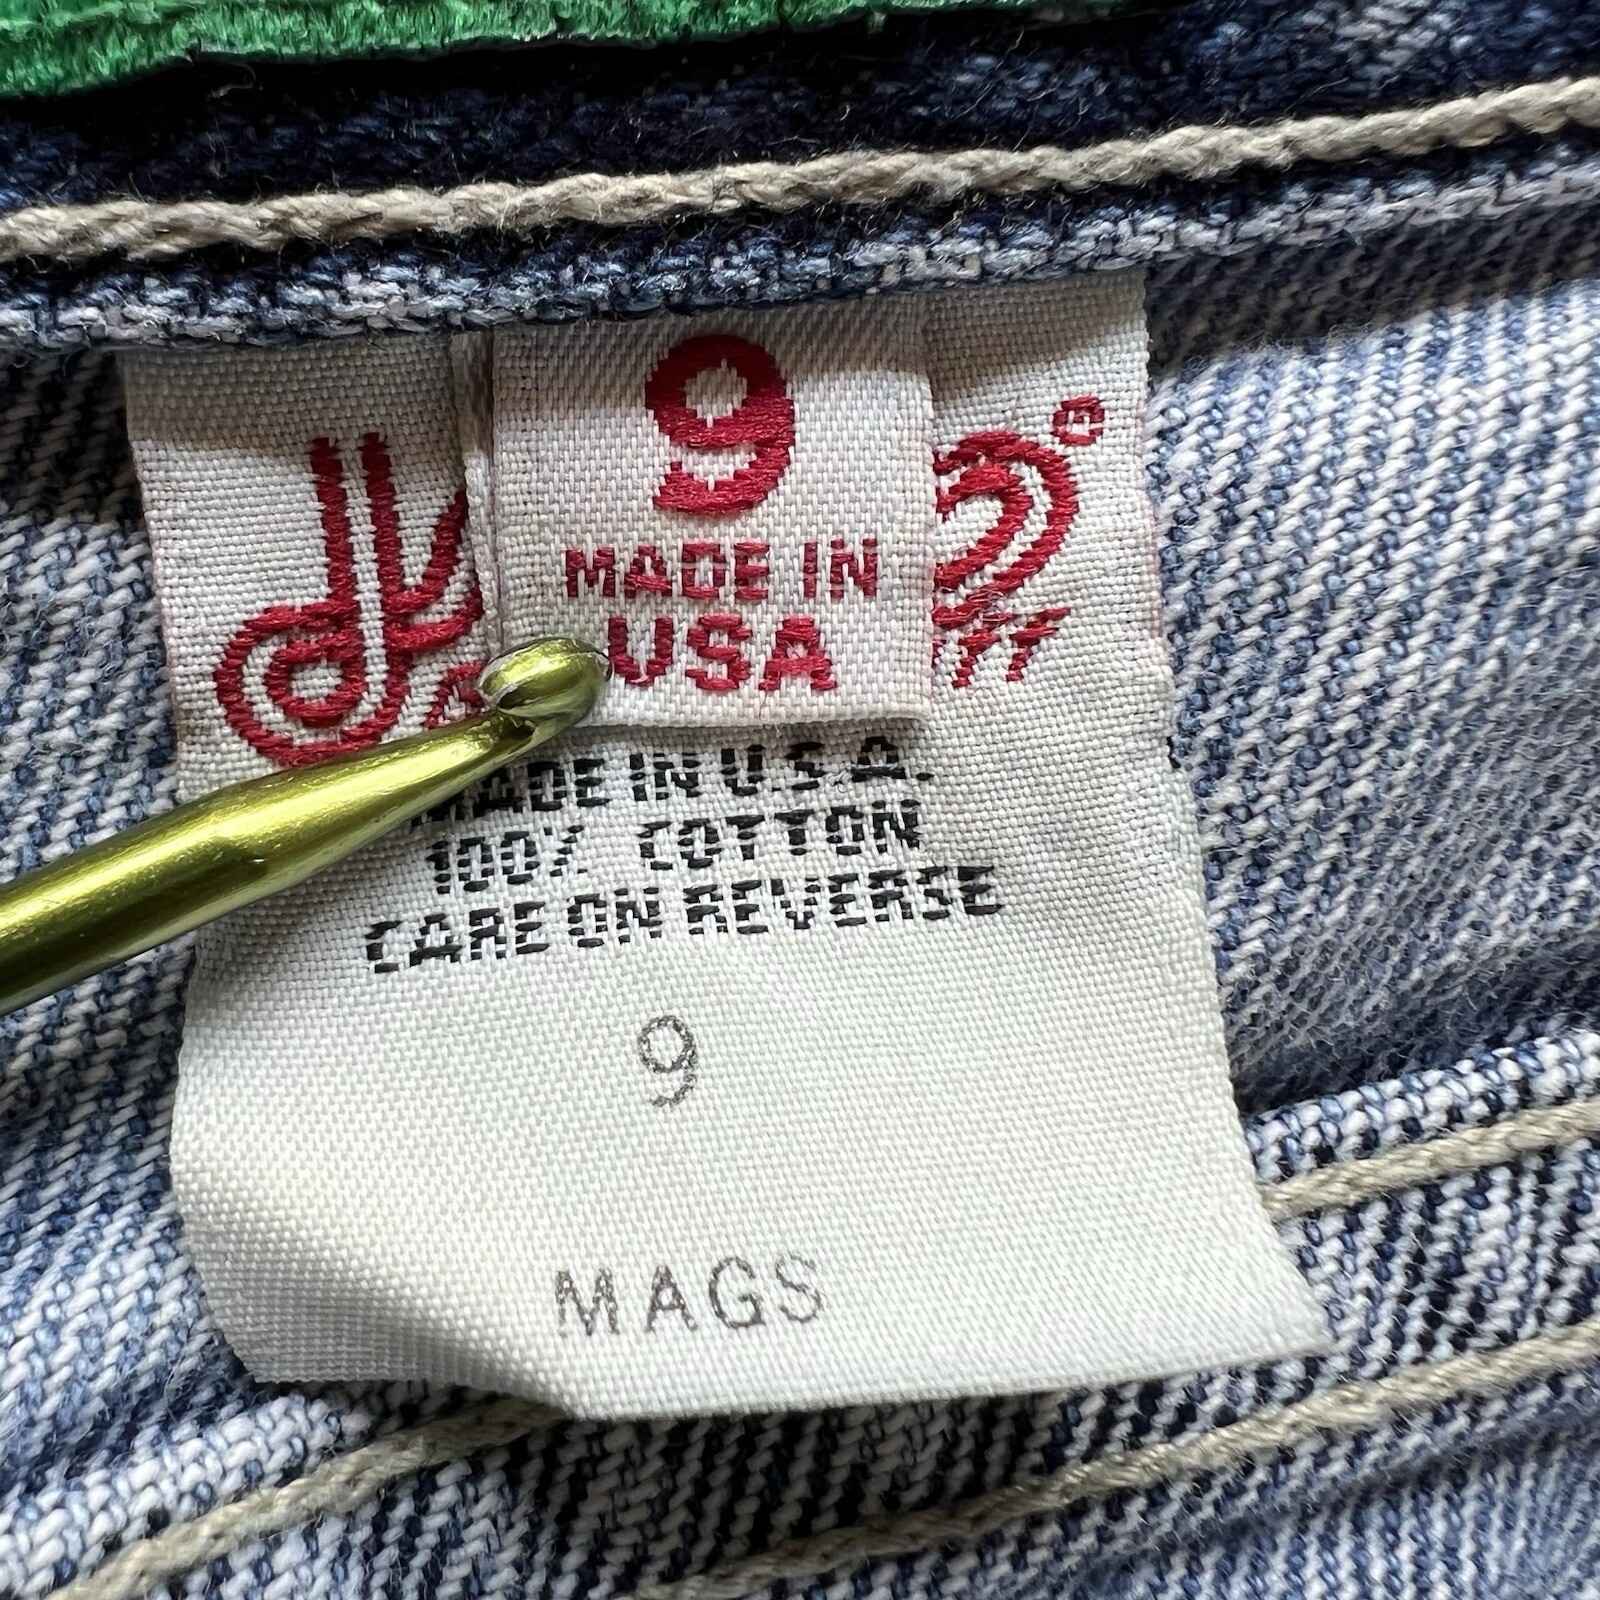 9
®
MADE IN
USA
MADE IN U.S.A.
100% COTTON
CARE ON REVERSE
9
MAGS